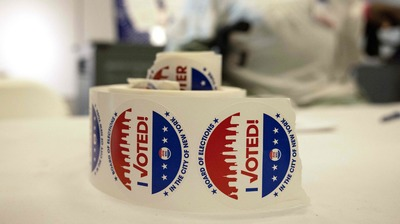 TER
BOARD OF ELECTIONS
IN THE CITY OF NEW YORK
I VOTED!
BOARD OF ELECTIONS
IN THE CITY OF NEW YORK
I VOTED!